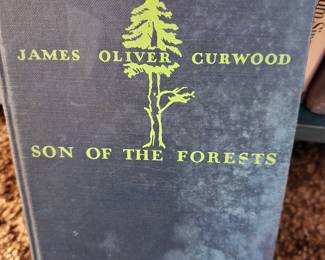 JAMES OLIVER CURWOOD
SON OF THE FORESTS